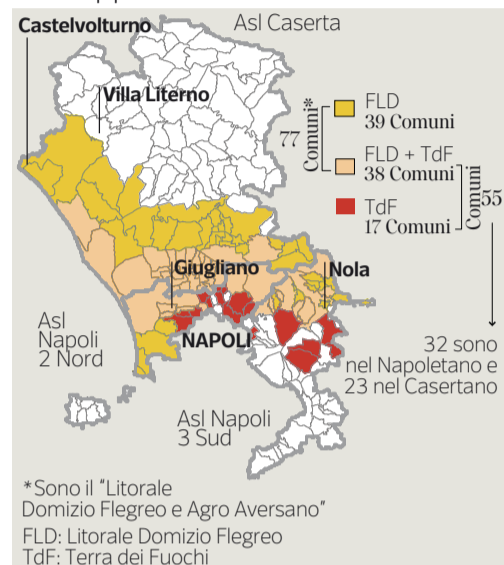 Asl Caserta
Castelvolturno
Villa Literno
77
Comuni*
FLD
39 Comuni
FLD + TdF
38 Comuni
TdF
17 Comuni
Comuni
55
Giugliano
Nola
NAPOLI
Asl
Napoli
2 Nord
32 sono
nel Napoletano e
23 nel Casertano
Asl Napoli
3 Sud
*Sono il “Litorale
Domizio Flegreo e Agro Aversano”
FLD: Litorale Domizio Flegreo
TdF: Terra dei Fuochi